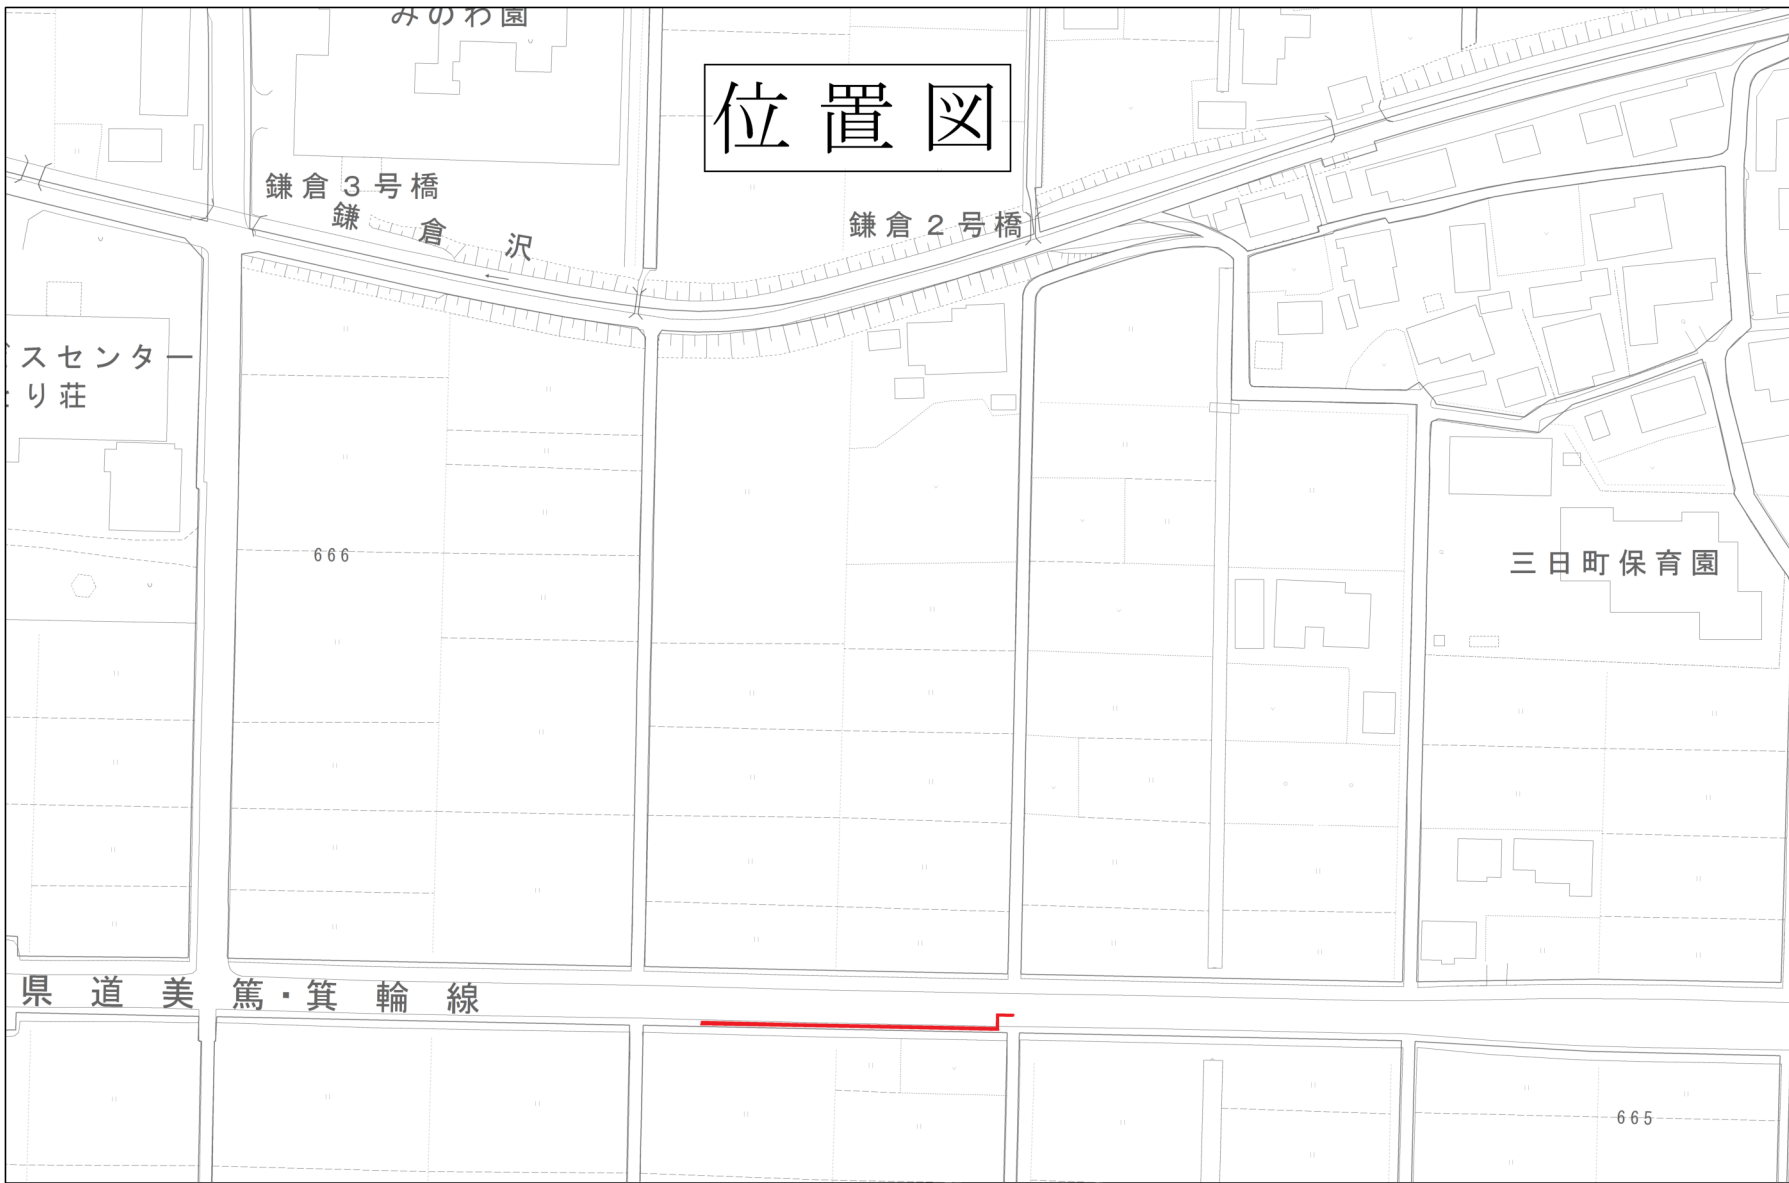 みのわ園
位置図
鎌倉３号橋
鎌倉沢
鎌倉２号橋
スセンター
り荘
666
三日町保育園
県道美篤・箕輪線
665